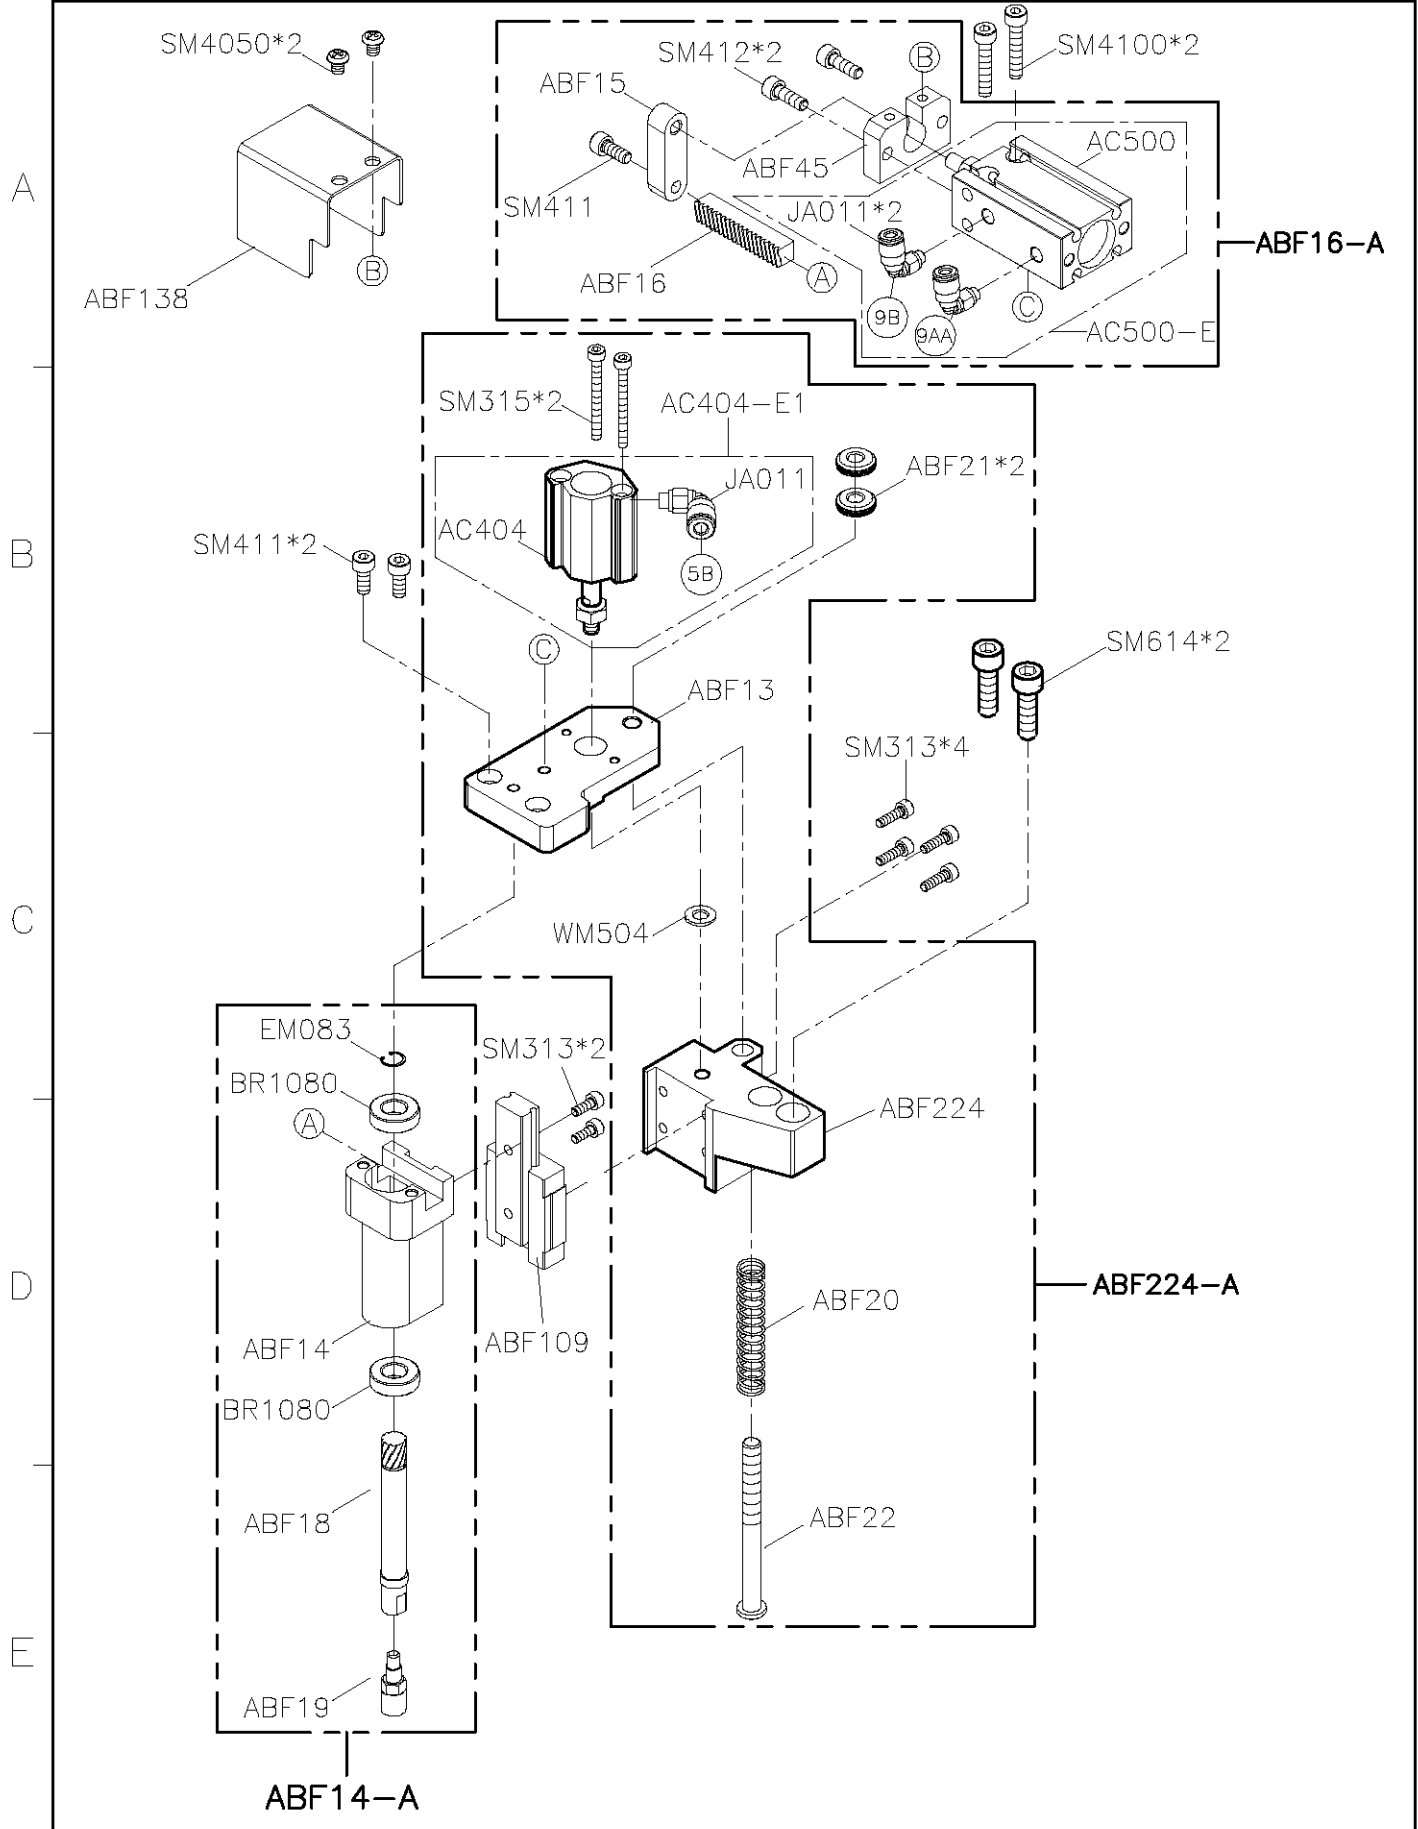 SM4050*2
SM412*2
B
SM4100*2
ABF15
ABF45
AC500
A
SM411
JA011*2
ABF16-A
ABF138
B
ABF16
A
9B
9AA
C
AC500-E
SM315*2
AC404-E1
ABF21*2
JA011
AC404
B
SM411*2
5B
C
SM614*2
ABF13
SM313*4
C
WM504
EM083
SM313*2
BR1080
A
ABF224
D
ABF224-A
ABF20
ABF14
ABF109
BR1080
ABF18
ABF22
E
ABF19
ABF14-A